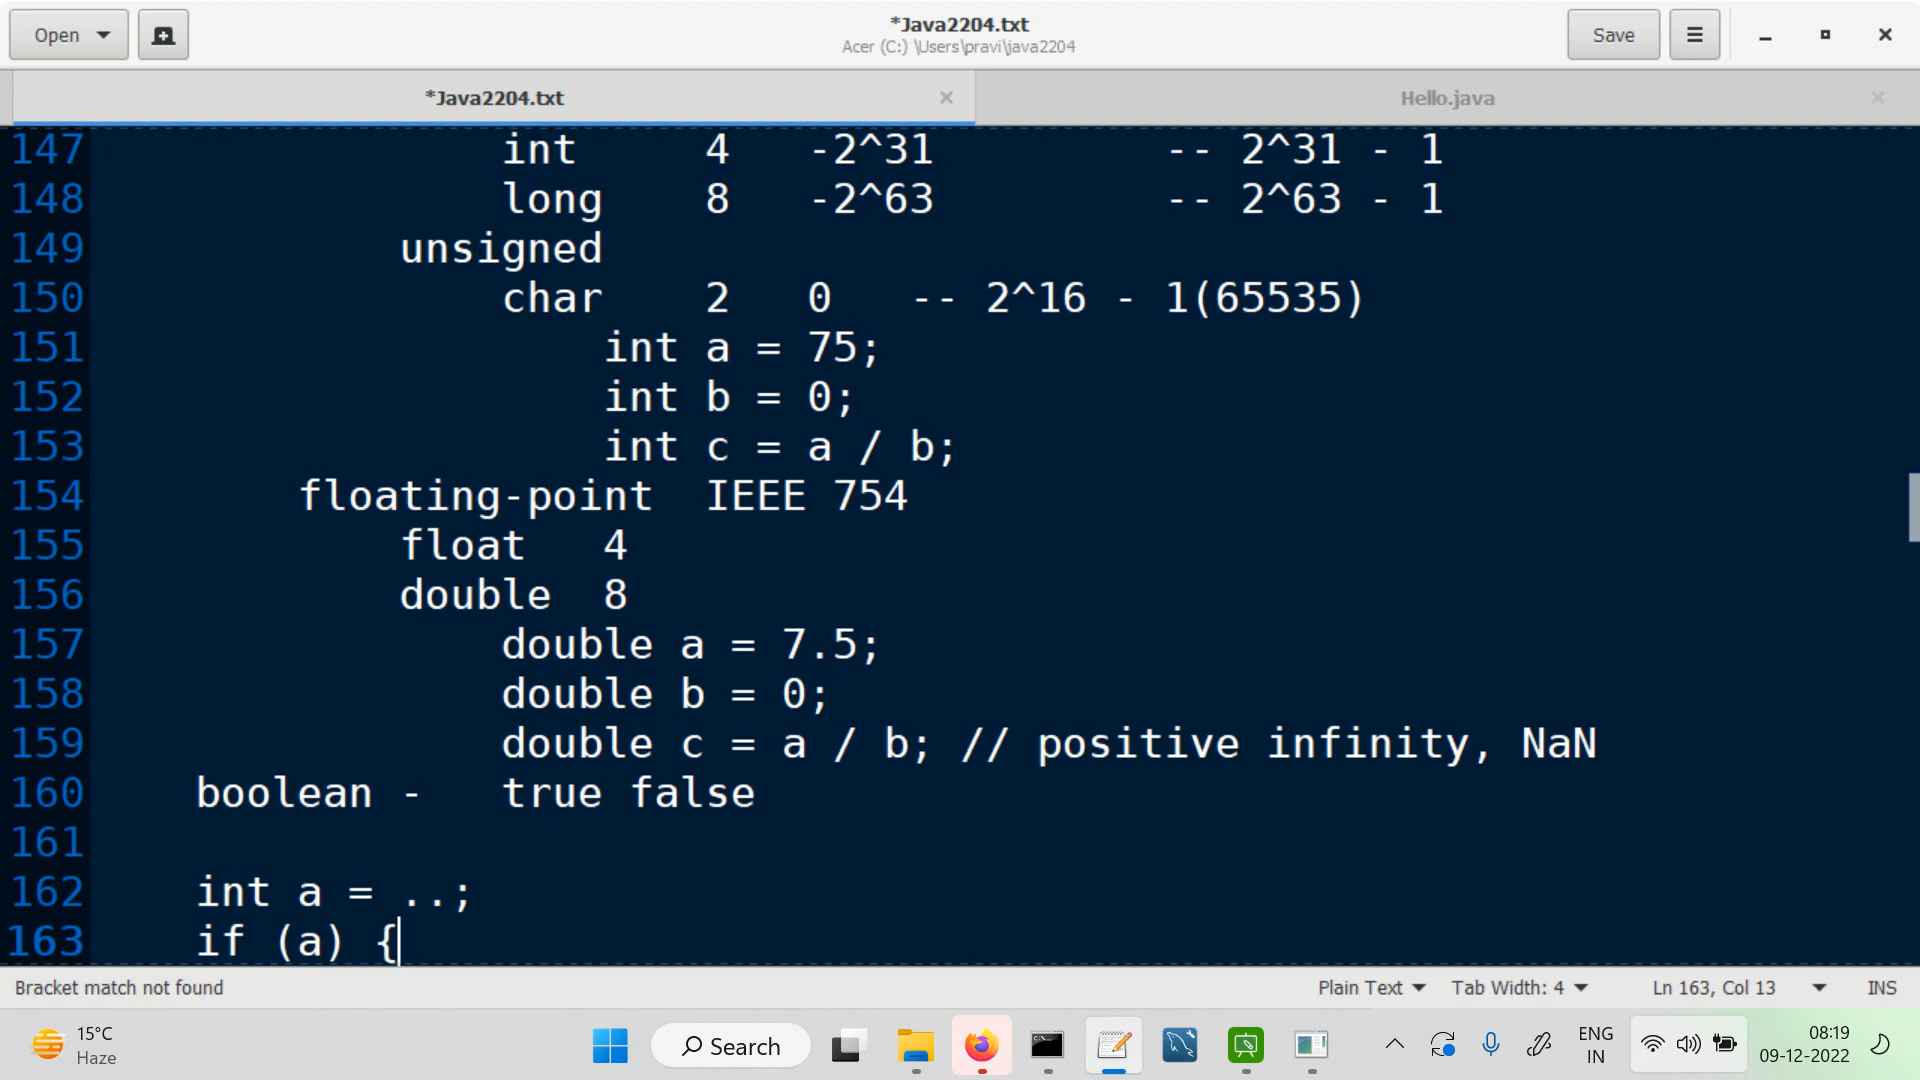 Open
*Java2204.txt
Acer (C:) \Users\pravi\java2204
Save
*Java2204.txt
Hello.java
147 int 4 -2^31 -- 2^31 - 1
148 long 8 -2^63 -- 2^63 - 1
149 unsigned
150 char 2 0 -- 2^16 - 1(65535)
151 int a = 75;
152 int b = 0;
153 int c = a / b;
154 floating-point IEEE 754
155 float 4
156 double 8
157 double a = 7.5;
158 double b = 0;
159 double c = a / b; // positive infinity, NaN
160 boolean - true false
161
162 int a = ..;
163 if (a) {
Bracket match not found
Plain Text
Tab Width: 4
Ln 163, Col 13
INS
15°C
Haze
Search
ENG
IN
08:19
09-12-2022